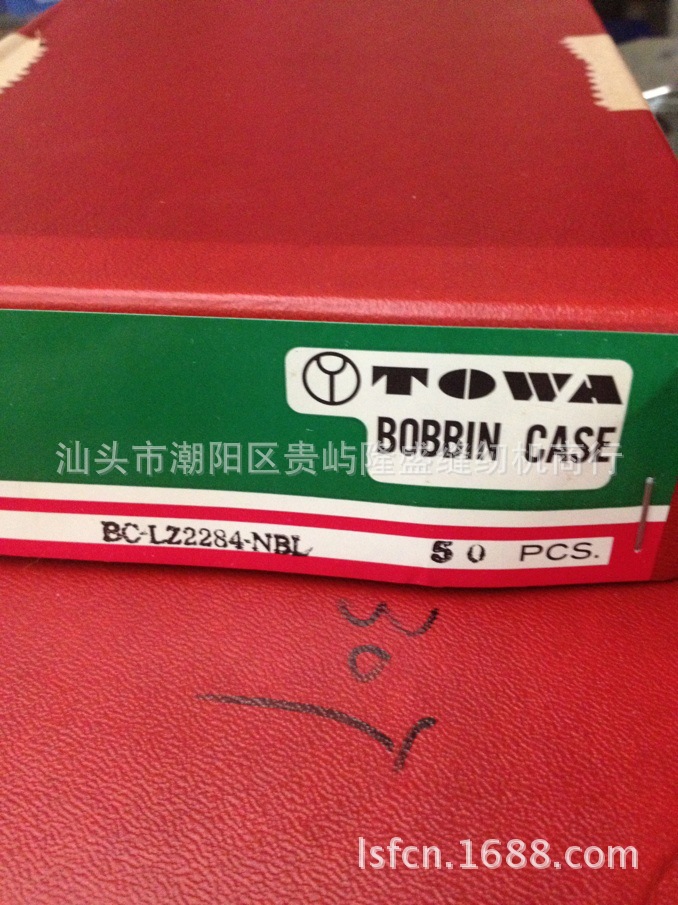 TOWA
BOBBIN CASE
汕头市潮阳区贵屿隆盛缝纫机商行
BC-LZ2284-NBL 50 PCS.
lsfcn.1688.com